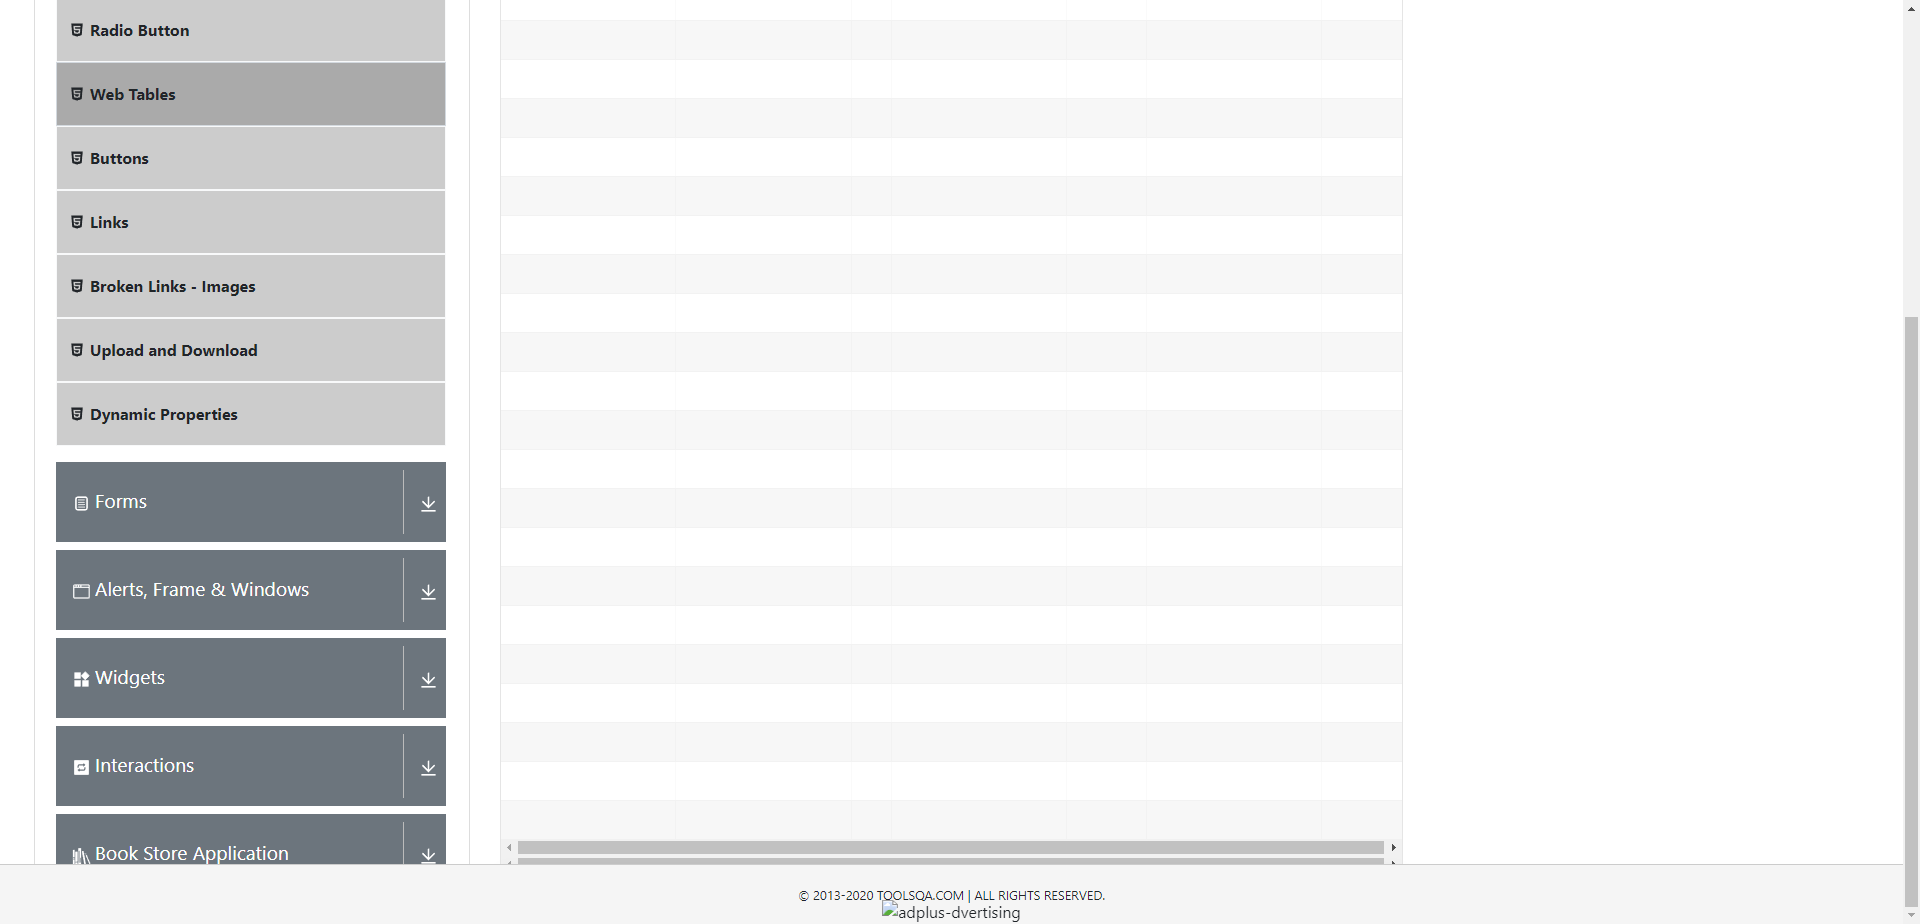 Radio Button
Web Tables
Buttons
Links
Broken Links - Images
Upload and Download
Dynamic Properties
Forms
Alerts, Frame & Windows
Widgets
Interactions
Book Store Application
© 2013-2020 TOOLSQA.COM | ALL RIGHTS RESERVED.
adplus-dvertising